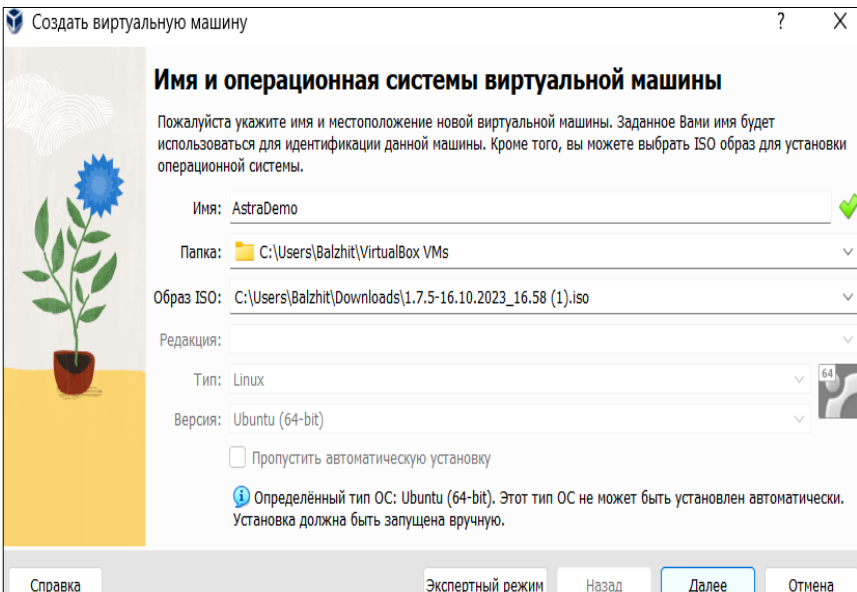 Создать виртуальную машину
?
X
Имя и операционная системы виртуальной машины
Пожалуйста укажите имя и местоположение новой виртуальной машины. Заданное Вами имя будет
использоваться для идентификации данной машины. Кроме того, вы можете выбрать ISO образ для установки
операционной системы.
Имя: AstraDemo
Папка: C:\Users\Balzhit\VirtualBox VMs
Образ ISO: C:\Users\Balzhit\Downloads\1.7.5-16.10.2023_16.58 (1).iso
Редакция:
Тип: Linux
64
Версия: Ubuntu (64-bit)
Пропустить автоматическую установку
Определённый тип ОС: Ubuntu (64-bit). Этот тип ОС не может быть установлен автоматически.
Установка должна быть запущена вручную.
Справка Экспертный режим Назад Далее Отмена